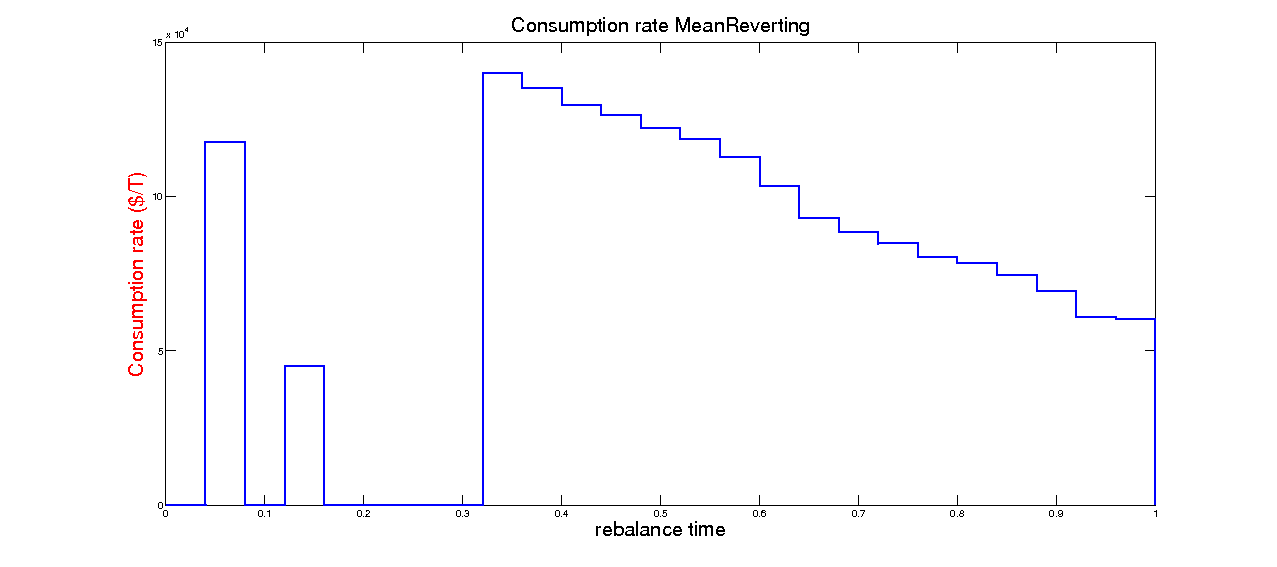 Consumption rate MeanReverting
x 10^4
15
10
5
0
Consumption rate ($/T)
0 0.1 0.2 0.3 0.4 0.5 0.6 0.7 0.8 0.9 1
rebalance time